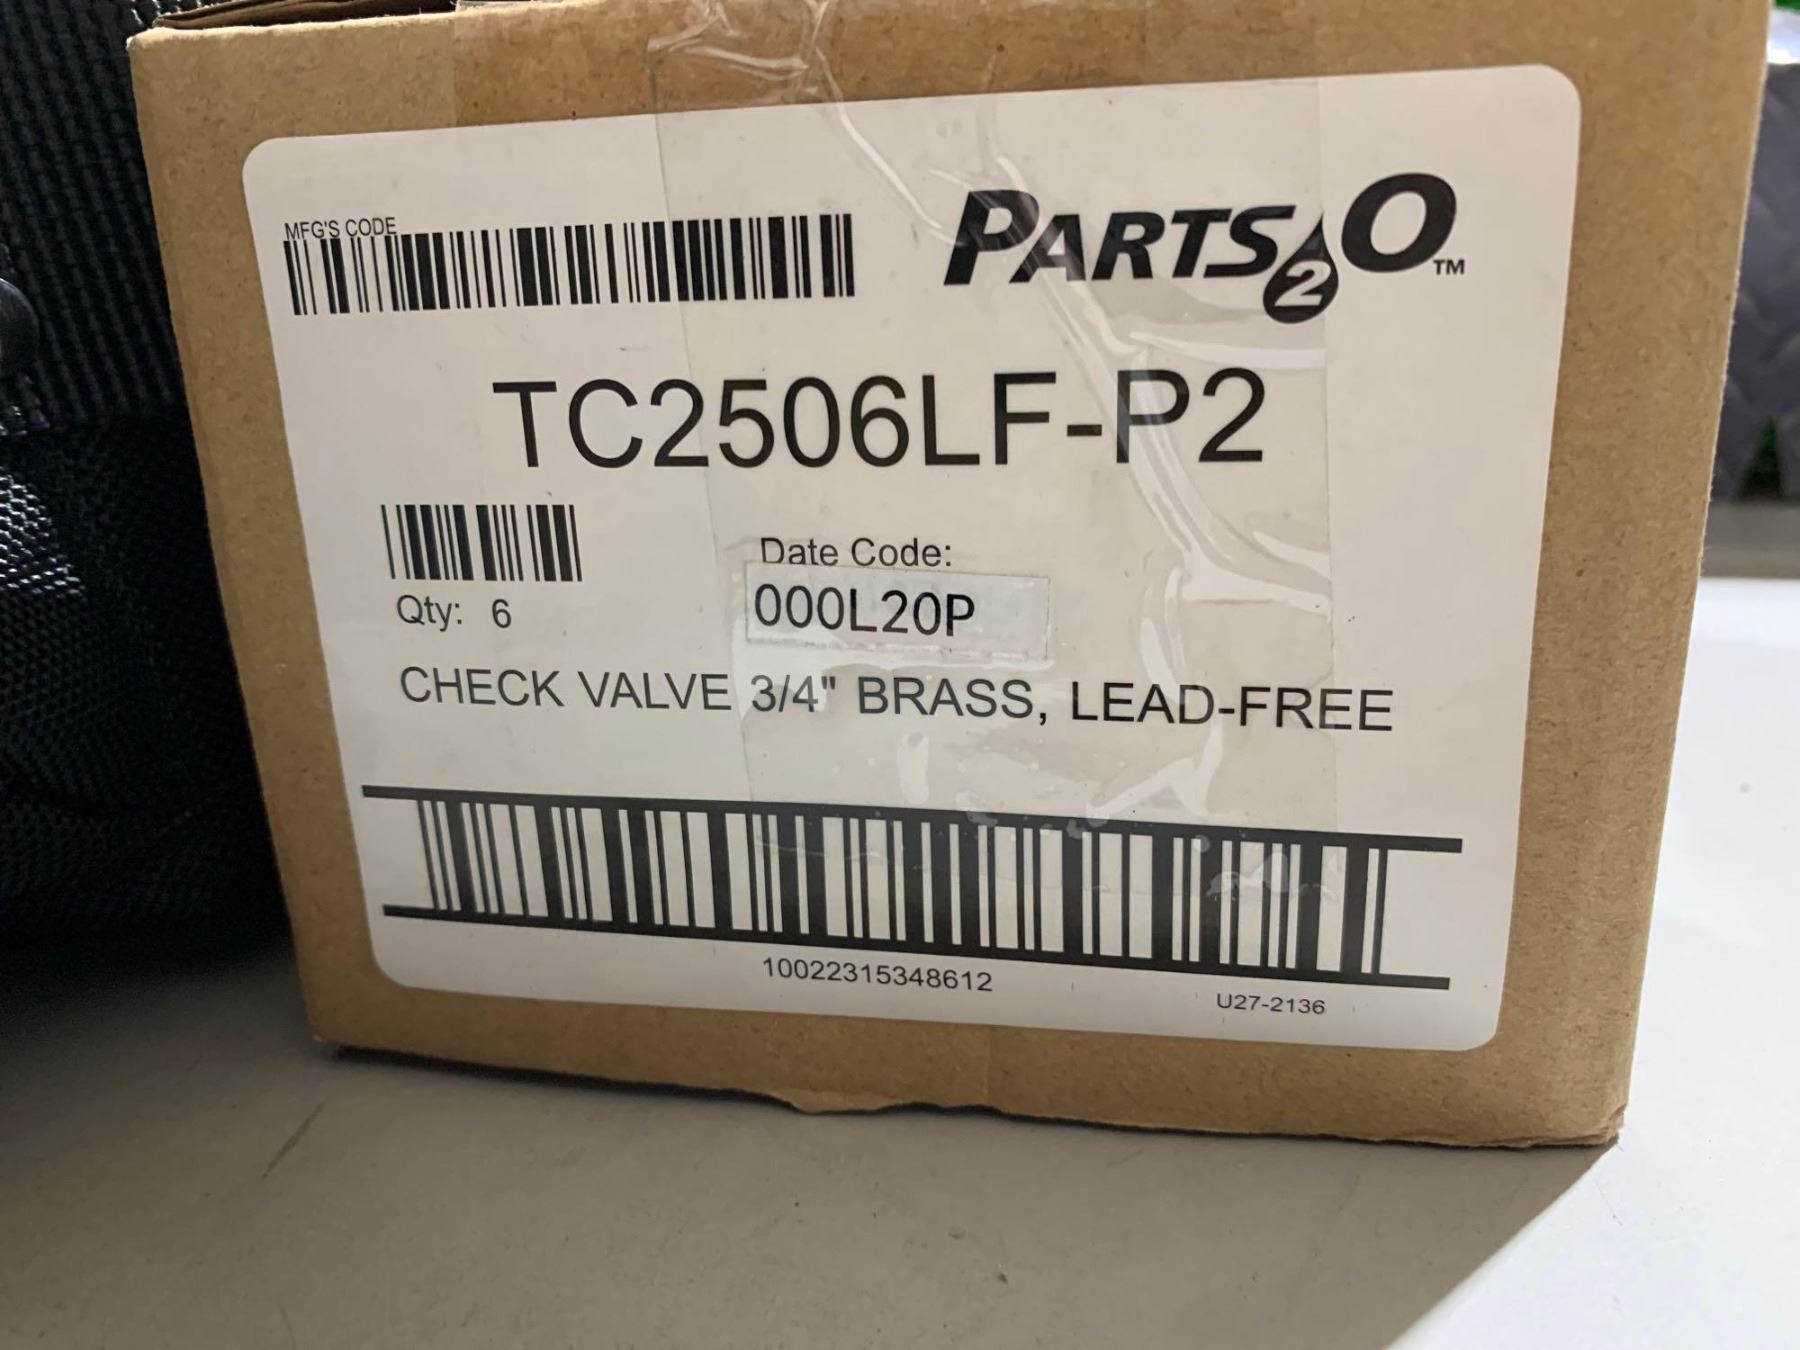 MFG'S CODE
PARTS2O™
TC2506LF-P2
Date Code:
000L20P
Qty: 6
CHECK VALVE 3/4" BRASS, LEAD-FREE
10022315348612
U27-2136